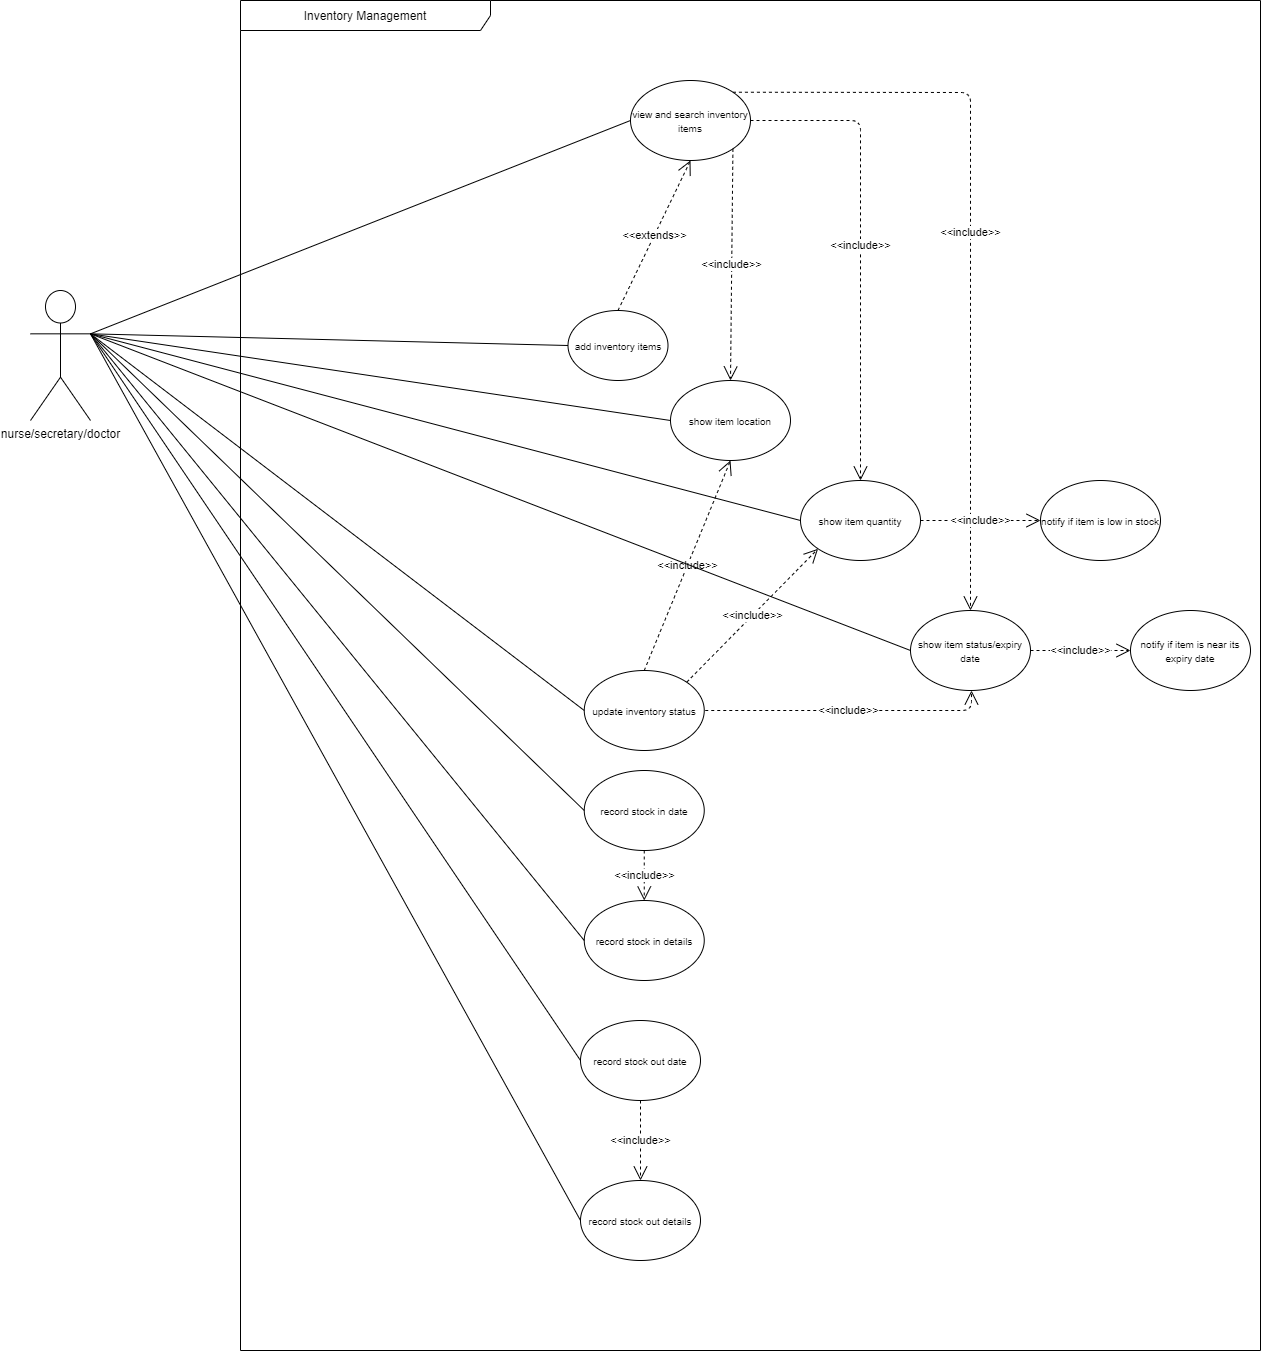 Inventory Management
view and search inventory
items
<<extends>>
<<include>>
<<include>>
<<include>>
add inventory items
nurse/secretary/doctor
show item location
show item quantity
<<include>>
notify if item is low in stock
<<include>>
<<include>>
show item status/expiry
date
<<include>>
notify if item is near its
expiry date
update inventory status
<<include>>
record stock in date
<<include>>
record stock in details
record stock out date
<<include>>
record stock out details